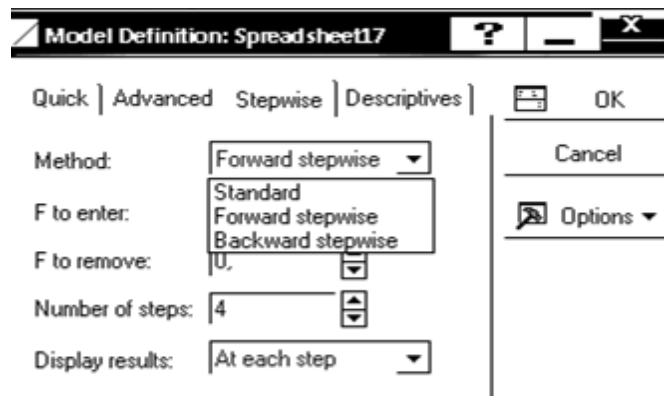 Model Definition: Spreadsheet17 ? _ X
Quick Advanced Stepwise Descriptives OK
Method: Forward stepwise Cancel
Standard
F to enter: Forward stepwise Options
Backward stepwise
F to remove: 0,
Number of steps: 4
Display results: At each step